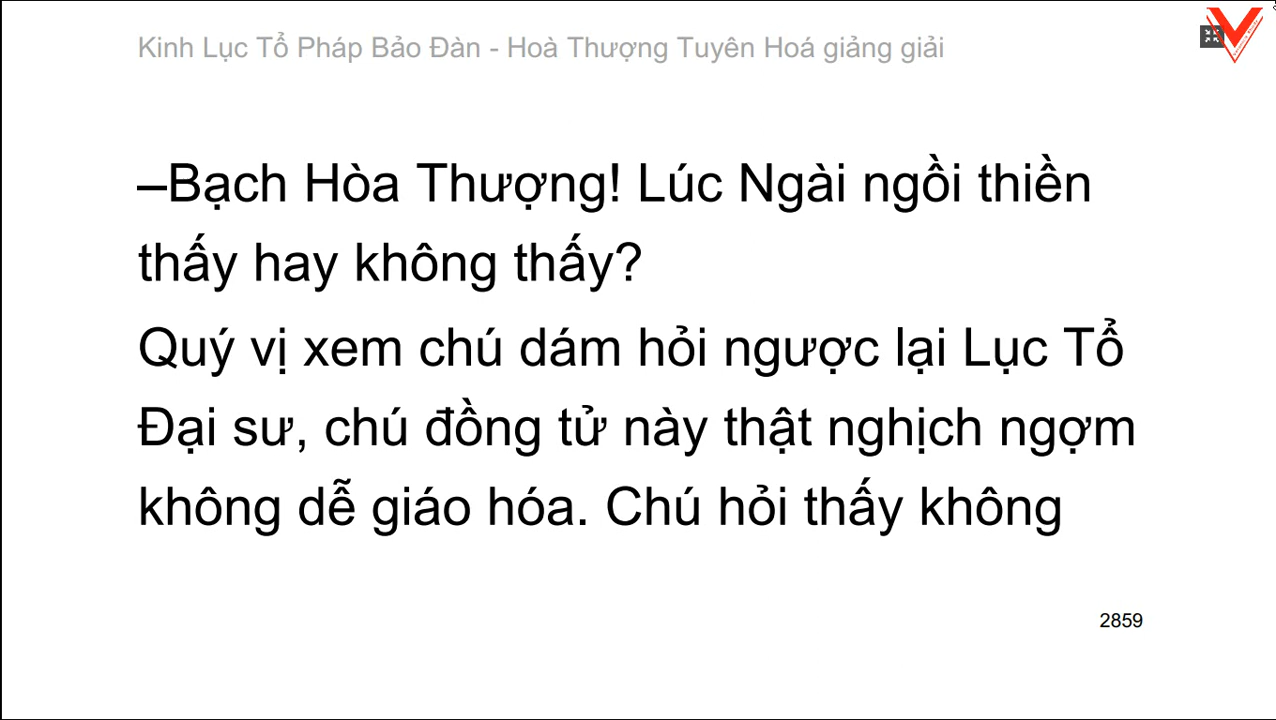 Kinh Lục Tổ Pháp Bảo Đàn - Hoà Thượng Tuyên Hoá giảng giải
–Bạch Hòa Thượng! Lúc Ngài ngồi thiền
thấy hay không thấy?
Quý vị xem chú dám hỏi ngược lại Lục Tổ
Đại sư, chú đồng tử này thật nghịch ngợm
không dễ giáo hóa. Chú hỏi thấy không
2859